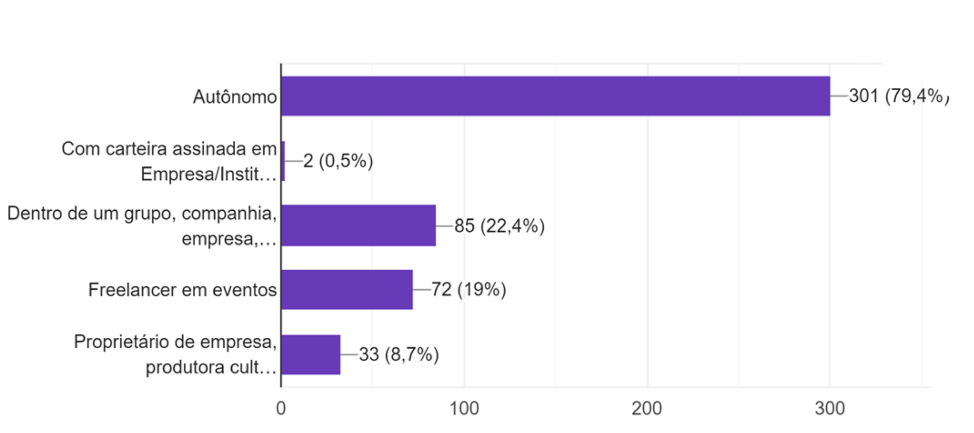 Autônomo
301 (79,4%)
Com carteira assinada em
Empresa/Instit…
2 (0,5%)
Dentro de um grupo, companhia,
empresa,…
85 (22,4%)
Freelancer em eventos
72 (19%)
Proprietário de empresa,
produtora cult…
33 (8,7%)
0 100 200 300